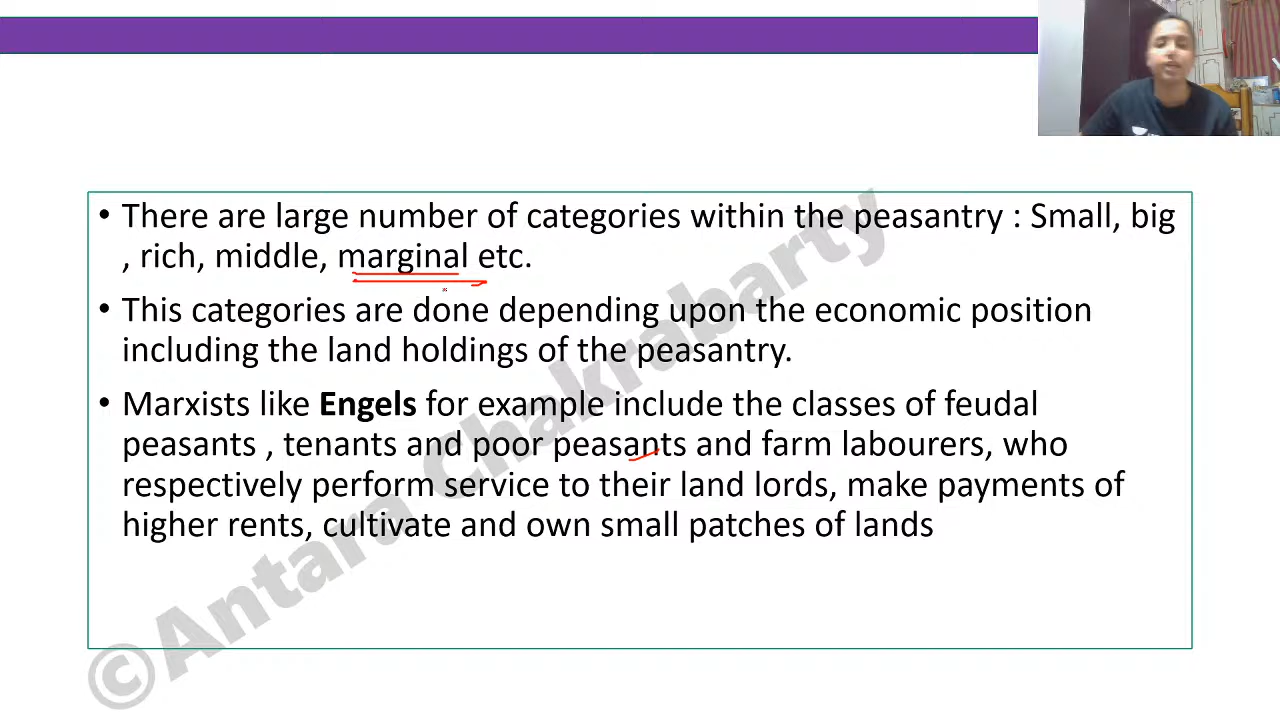 • There are large number of categories within the peasantry : Small, big
, rich, middle, marginal etc.
• This categories are done depending upon the economic position
including the land holdings of the peasantry.
• Marxists like Engels for example include the classes of feudal
peasants , tenants and poor peasants and farm labourers, who
respectively perform service to their land lords, make payments of
higher rents, cultivate and own small patches of lands
©Antara Chakrabarty